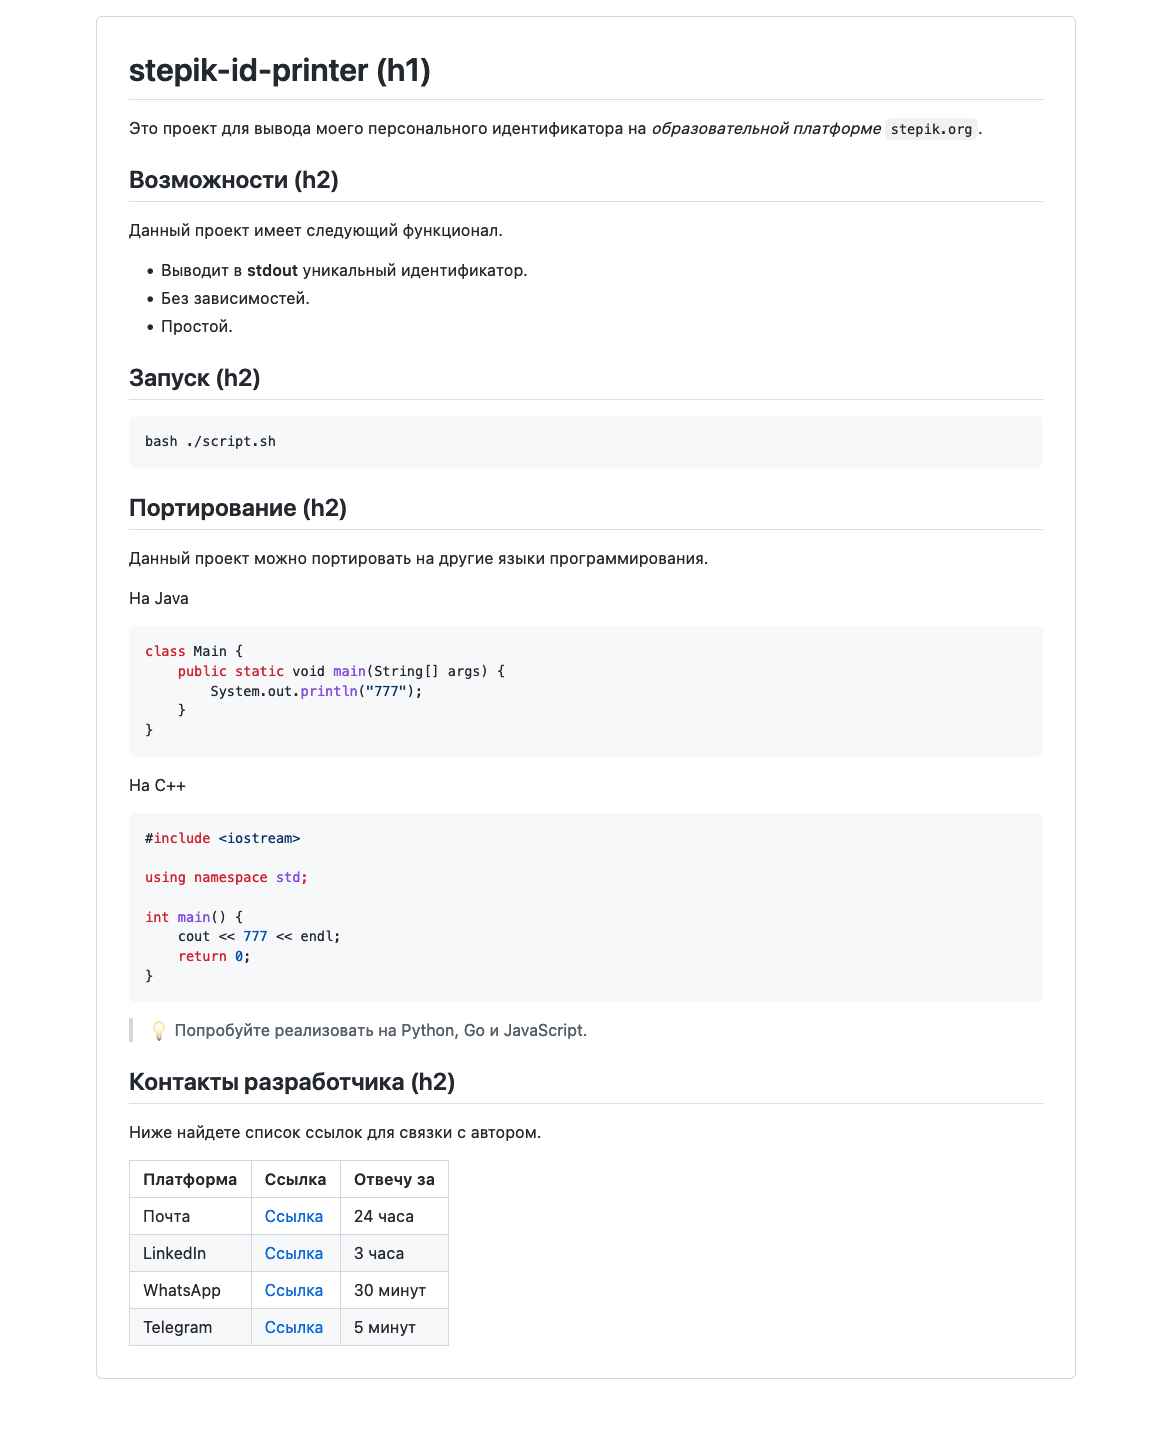 stepik-id-printer (h1)
Это проект для вывода моего персонального идентификатора на образовательной платформе stepik.org.
Возможности (h2)
Данный проект имеет следующий функционал.
• Выводит в stdout уникальный идентификатор.
• Без зависимостей.
• Простой.
Запуск (h2)
bash ./script.sh
Портирование (h2)
Данный проект можно портировать на другие языки программирования.
На Java
class Main {
    public static void main(String[] args) {
        System.out.println("777");
    }
}
На C++
#include <iostream>
using namespace std;
int main() {
    cout << 777 << endl;
    return 0;
}
💡 Попробуйте реализовать на Python, Go и JavaScript.
Контакты разработчика (h2)
Ниже найдете список ссылок для связки с автором.
Платформа Ссылка Отвечу за
Почта Ссылка 24 часа
LinkedIn Ссылка 3 часа
WhatsApp Ссылка 30 минут
Telegram Ссылка 5 минут